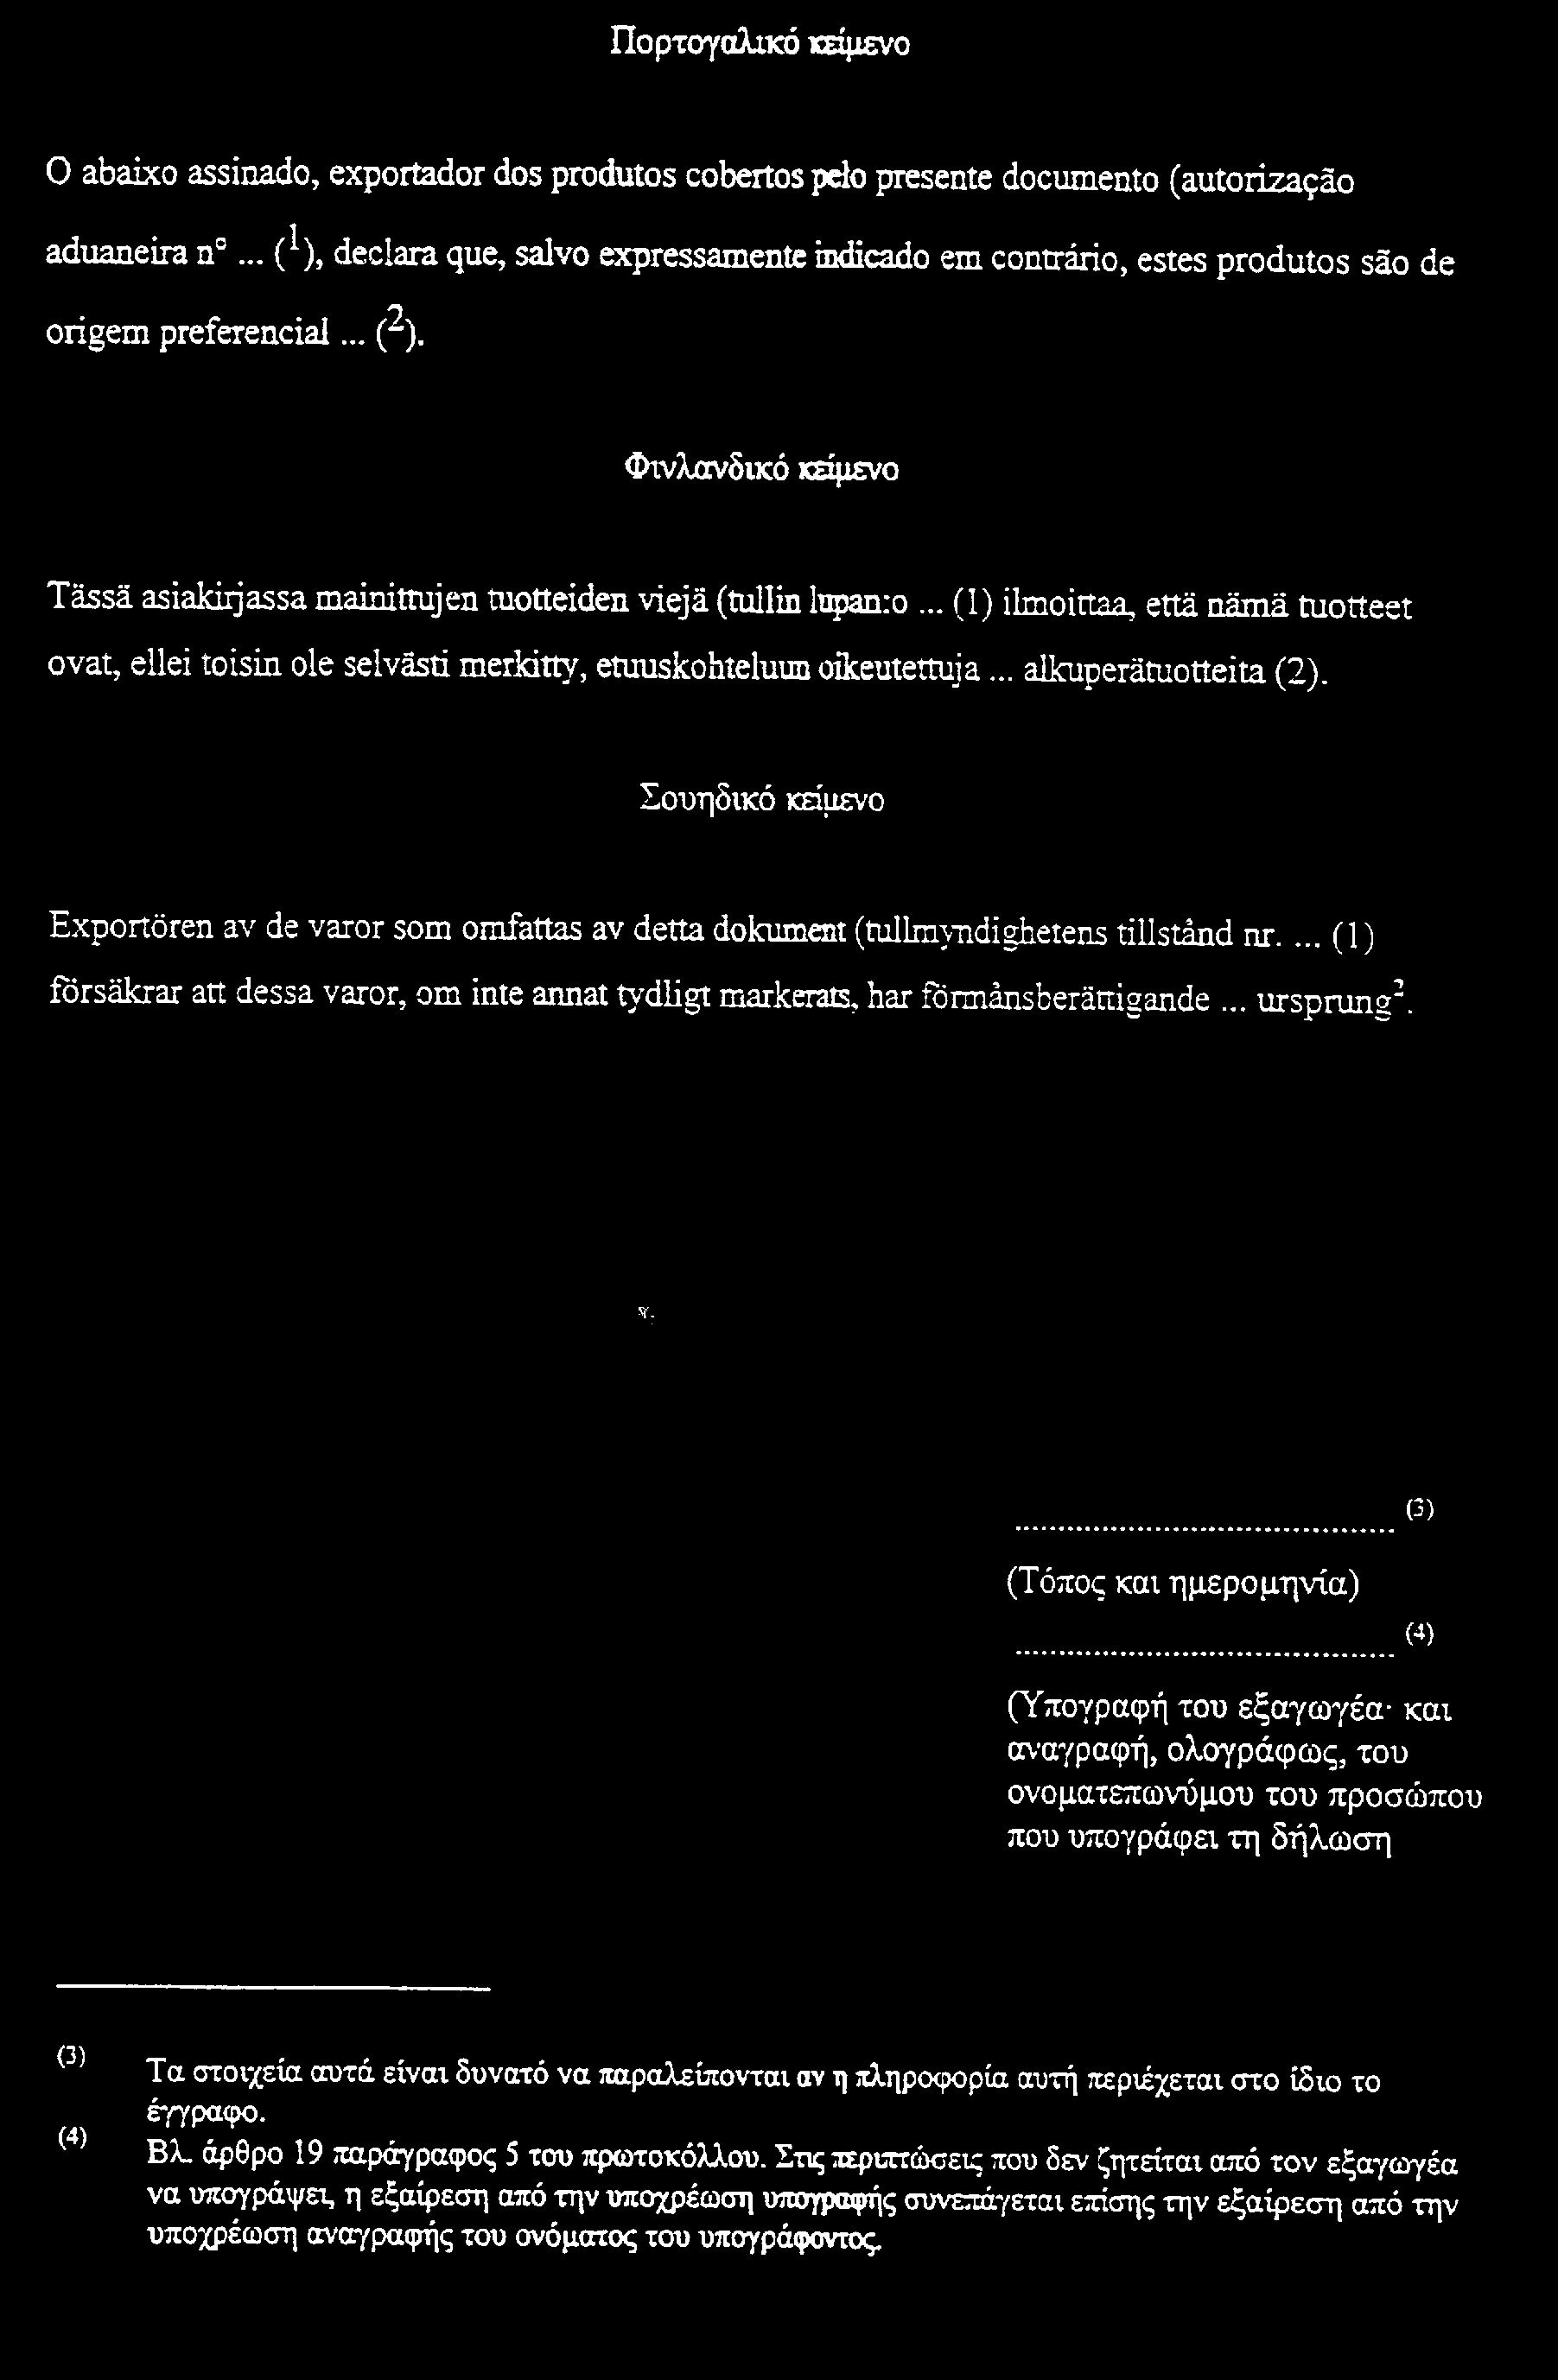 Πορτογαλικό κείμενο
O abaixo assinado, exportador dos produtos cobertos pelo presente documento (autorização
aduaneira n° ... (1), declara que, salvo expressamente indicado em contrário, estes produtos são de
origem preferencial ... (2).
Φινλανδικό κείμενο
Tässä asiakirjassa mainittujen tuotteiden viejä (tullin lupan:o ... (1) ilmoittaa, että nämä tuotteet
ovat, ellei toisin ole selvästi merkitty, etuuskohteluun oikeutettuja ... alkuperätuotteita (2).
Σουηδικό κείμενο
Exportören av de varor som omfattas av detta dokument (tullmyndighetens tillstånd nr. ... (1)
försäkrar att dessa varor, om inte annat tydligt markerats, har förmånsberättigande ... ursprung2.
........................................... (3)
(Τόπος και ημερομηνία)
........................................... (4)
(Υπογραφή του εξαγωγέα· και
αναγραφή, ολογράφως, του
ονοματεπωνύμου του προσώπου
που υπογράφει τη δήλωση
(3) Τα στοιχεία αυτά είναι δυνατό να παραλείπονται αν η πληροφορία αυτή περιέχεται στο ίδιο το
έγγραφο.
(4) Βλ. άρθρο 19 παράγραφος 5 του πρωτοκόλλου. Στις περιπτώσεις που δεν ζητείται από τον εξαγωγέα
να υπογράψει, η εξαίρεση από την υποχρέωση υπογραφής συνεπάγεται επίσης την εξαίρεση από την
υποχρέωση αναγραφής του ονόματος του υπογράφοντος.